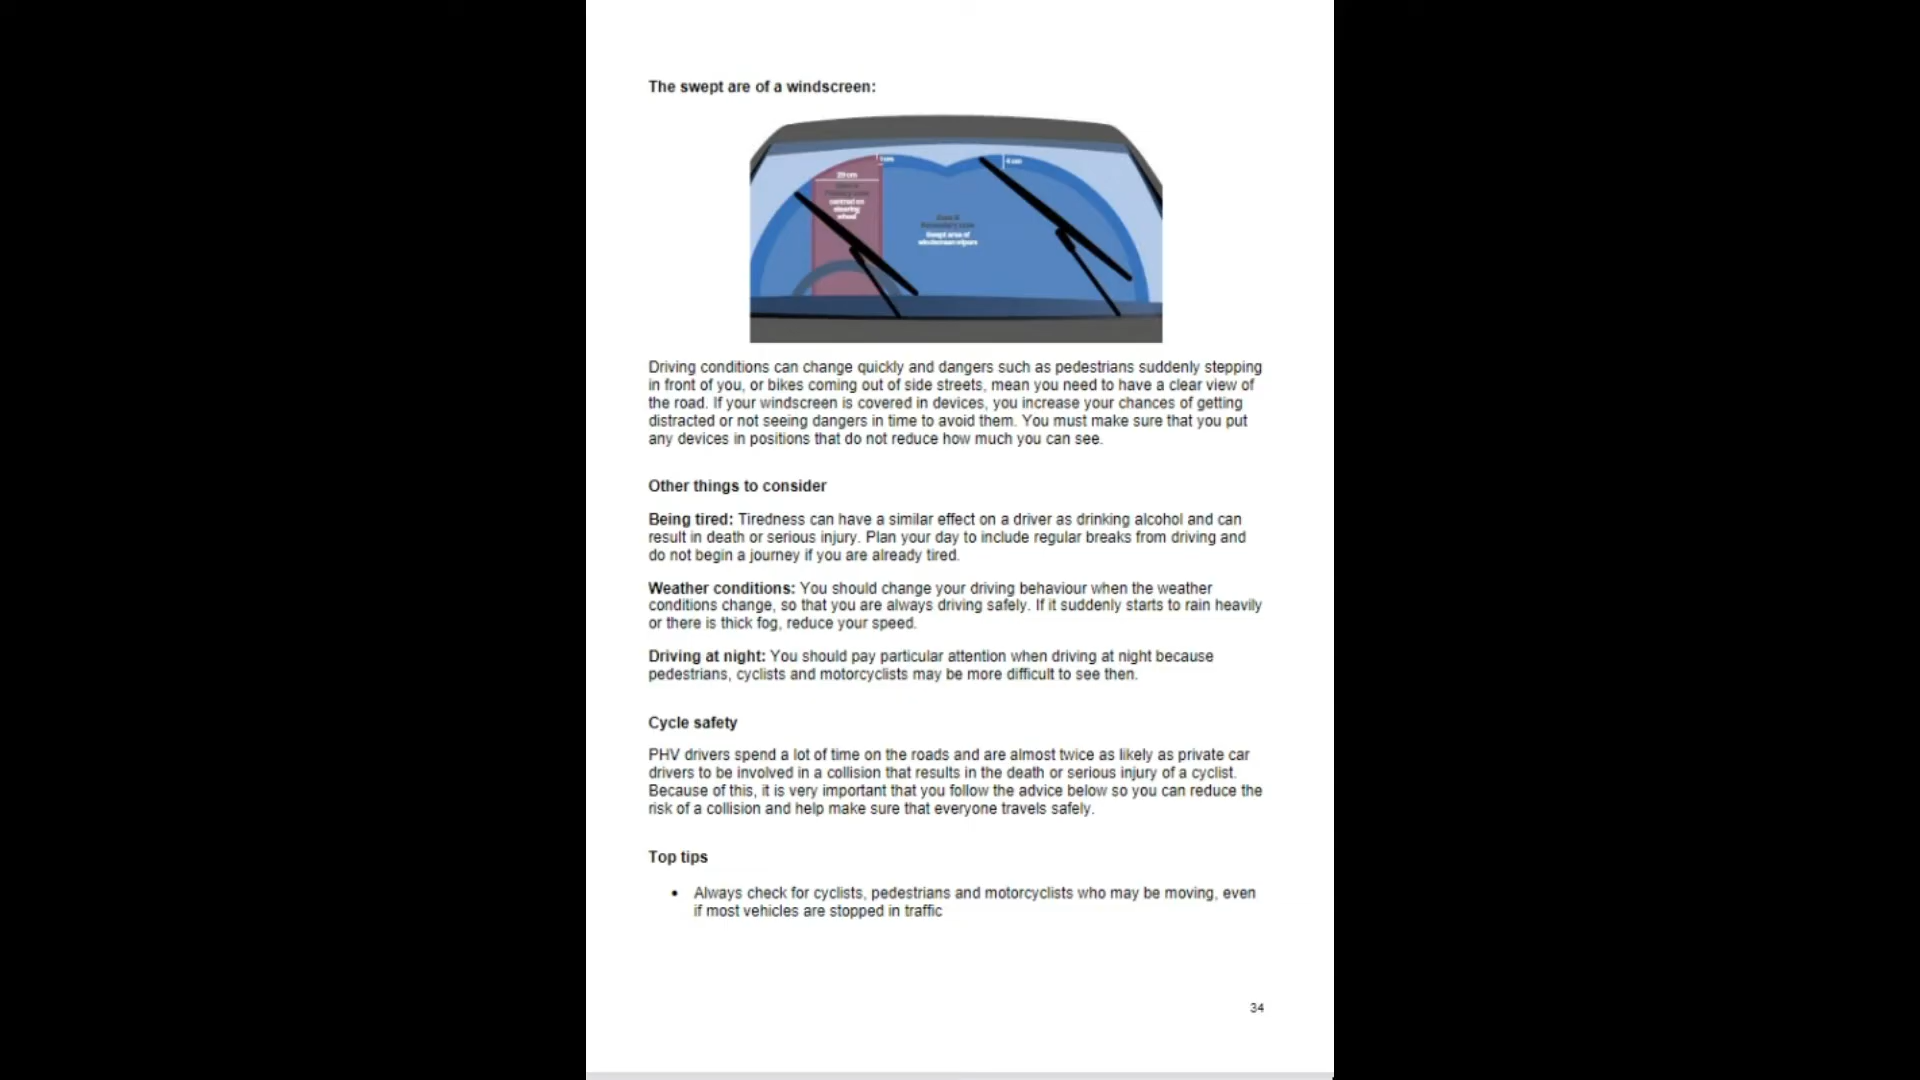 The swept are of a windscreen:
29 cm
centred on
steering
wheel
4 cm
Swept area of
windscreen wipers
Driving conditions can change quickly and dangers such as pedestrians suddenly stepping
in front of you, or bikes coming out of side streets, mean you need to have a clear view of
the road. If your windscreen is covered in devices, you increase your chances of getting
distracted or not seeing dangers in time to avoid them. You must make sure that you put
any devices in positions that do not reduce how much you can see.
Other things to consider
Being tired: Tiredness can have a similar effect on a driver as drinking alcohol and can
result in death or serious injury. Plan your day to include regular breaks from driving and
do not begin a journey if you are already tired.
Weather conditions: You should change your driving behaviour when the weather
conditions change, so that you are always driving safely. If it suddenly starts to rain heavily
or there is thick fog, reduce your speed.
Driving at night: You should pay particular attention when driving at night because
pedestrians, cyclists and motorcyclists may be more difficult to see then.
Cycle safety
PHV drivers spend a lot of time on the roads and are almost twice as likely as private car
drivers to be involved in a collision that results in the death or serious injury of a cyclist.
Because of this, it is very important that you follow the advice below so you can reduce the
risk of a collision and help make sure that everyone travels safely.
Top tips
• Always check for cyclists, pedestrians and motorcyclists who may be moving, even
if most vehicles are stopped in traffic
34